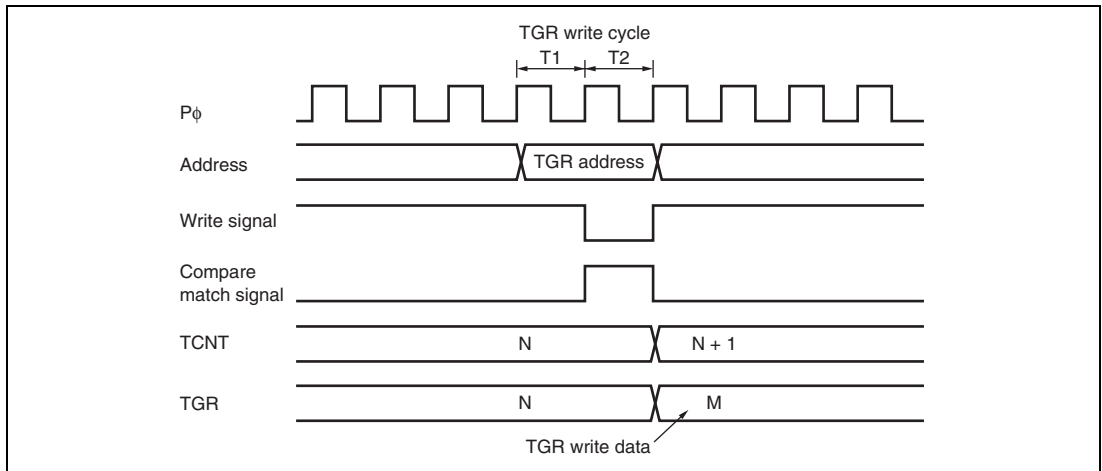 TGR write cycle
T1 T2
Pϕ
Address TGR address
Write signal
Compare
match signal
TCNT N N + 1
TGR N M
TGR write data